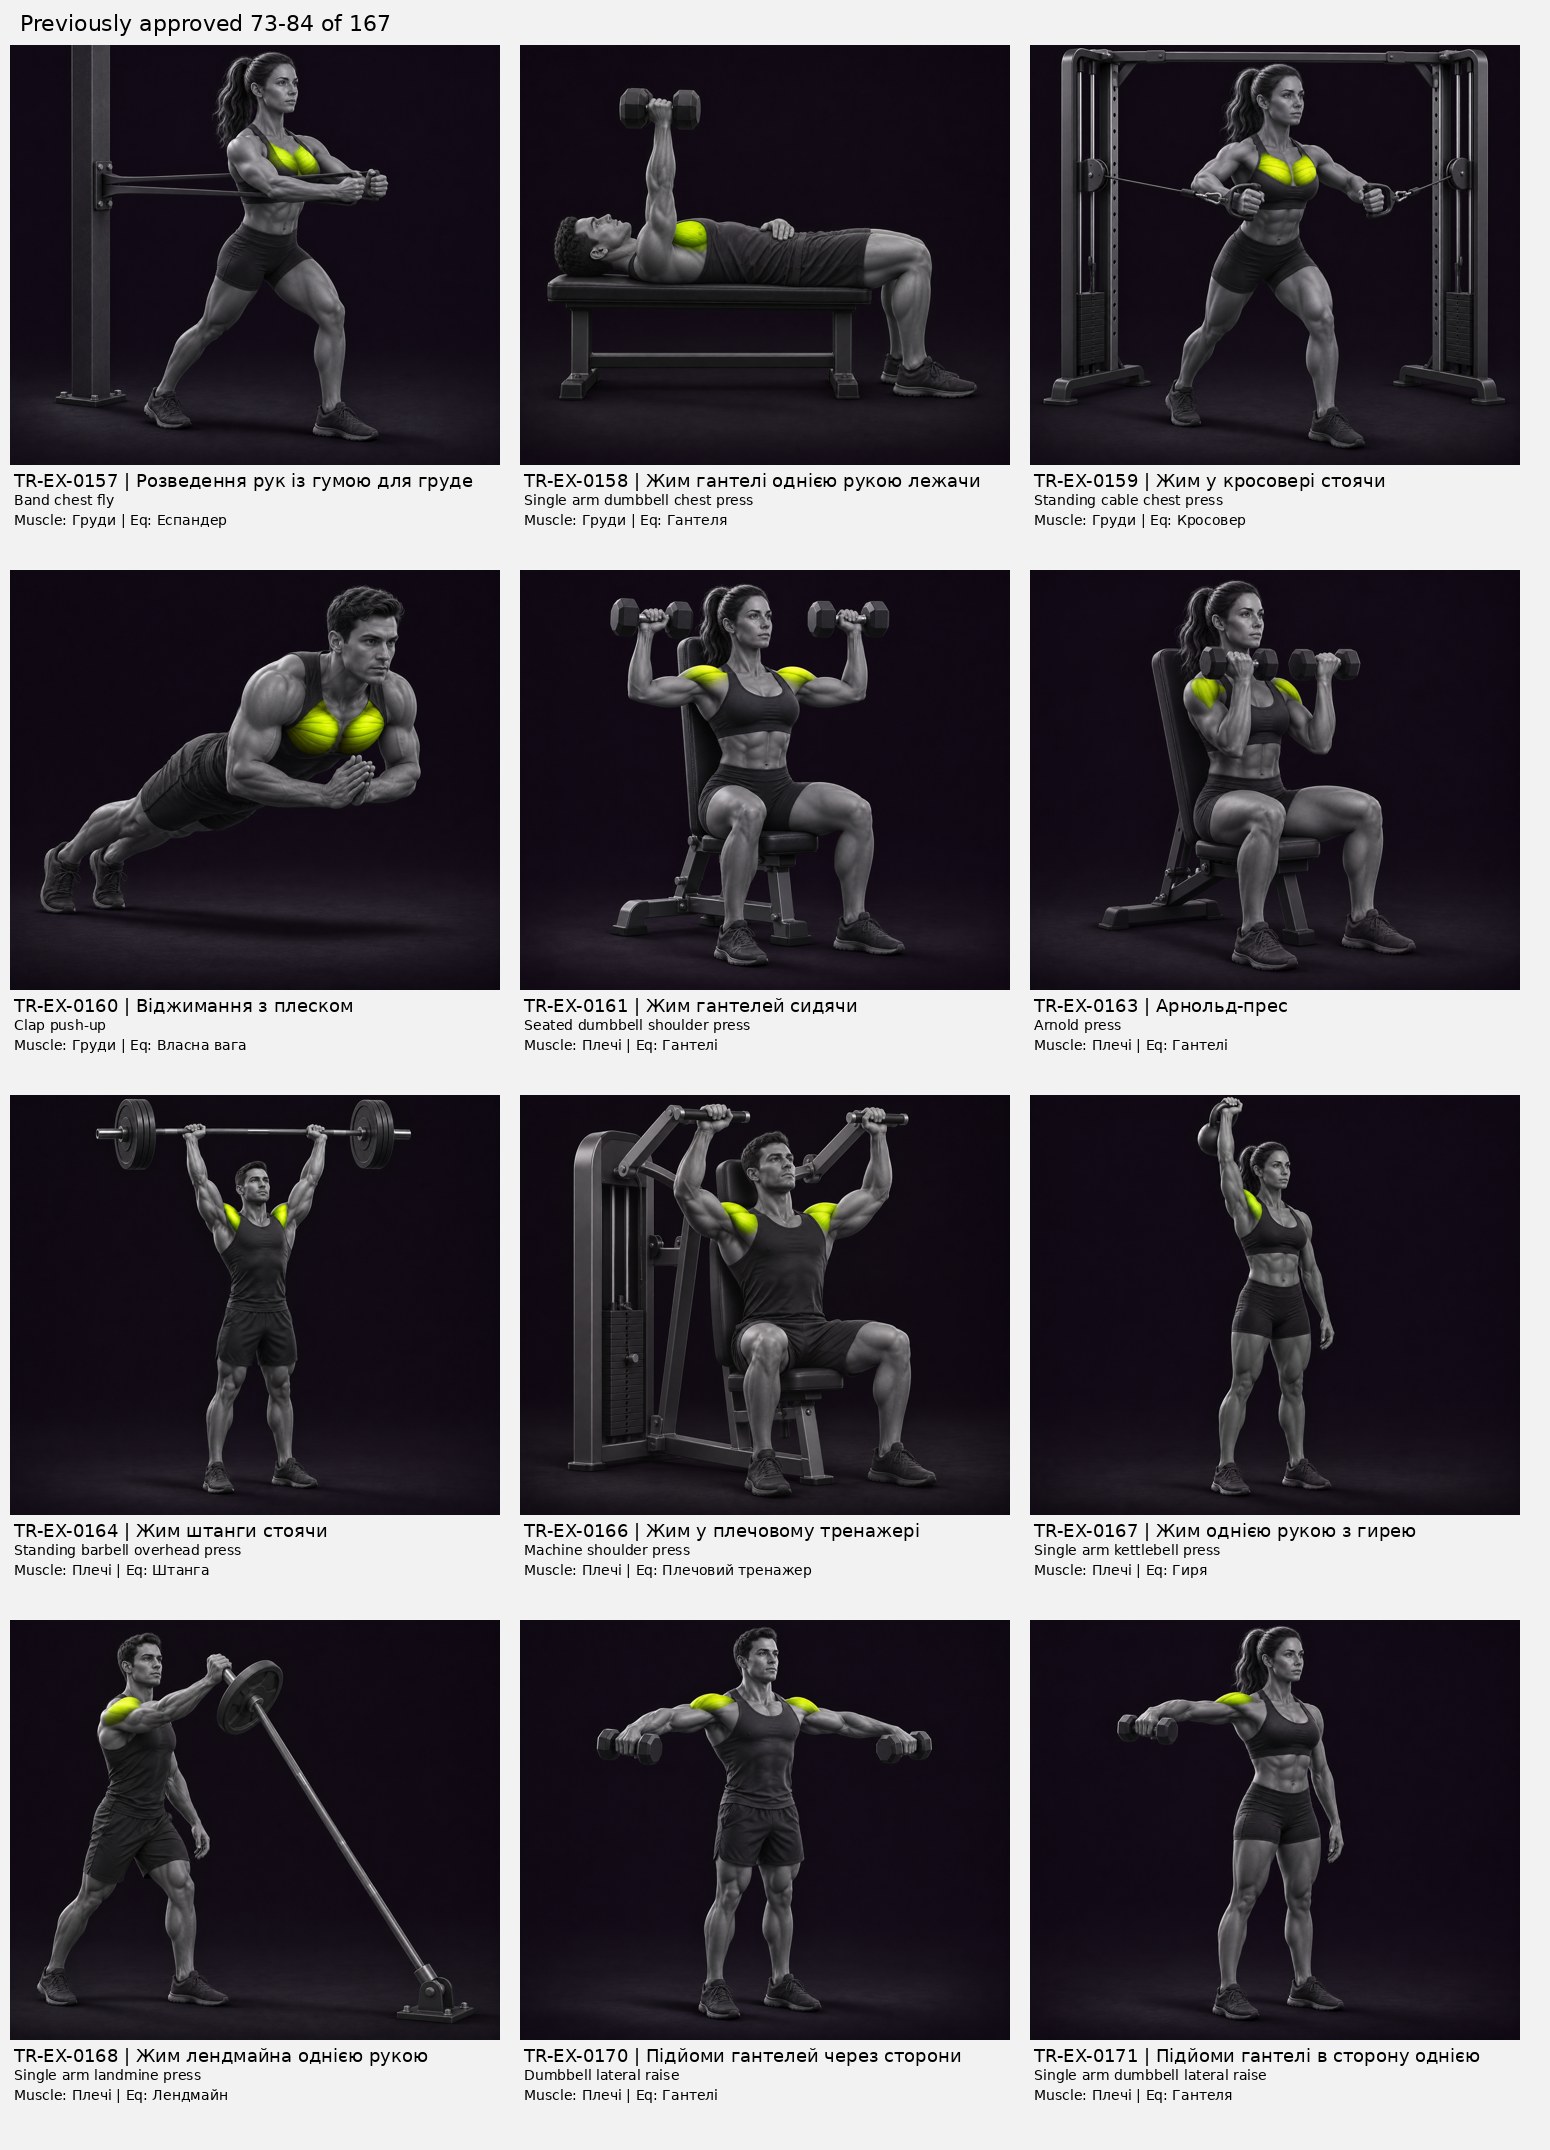 Previously approved 73-84 of 167
TR-EX-0157 | Розведення рук із гумою для груде
Band chest fly
Muscle: Груди | Eq: Еспандер
TR-EX-0158 | Жим гантелі однією рукою лежачи
Single arm dumbbell chest press
Muscle: Груди | Eq: Гантеля
TR-EX-0159 | Жим у кросовері стоячи
Standing cable chest press
Muscle: Груди | Eq: Кросовер
TR-EX-0160 | Віджимання з плеском
Clap push-up
Muscle: Груди | Eq: Власна вага
TR-EX-0161 | Жим гантелей сидячи
Seated dumbbell shoulder press
Muscle: Плечі | Eq: Гантелі
TR-EX-0163 | Арнольд-прес
Arnold press
Muscle: Плечі | Eq: Гантелі
TR-EX-0164 | Жим штанги стоячи
Standing barbell overhead press
Muscle: Плечі | Eq: Штанга
TR-EX-0166 | Жим у плечовому тренажері
Machine shoulder press
Muscle: Плечі | Eq: Плечовий тренажер
TR-EX-0167 | Жим однією рукою з гирею
Single arm kettlebell press
Muscle: Плечі | Eq: Гиря
TR-EX-0168 | Жим лендмайна однією рукою
Single arm landmine press
Muscle: Плечі | Eq: Лендмайн
TR-EX-0170 | Підйоми гантелей через сторони
Dumbbell lateral raise
Muscle: Плечі | Eq: Гантелі
TR-EX-0171 | Підйоми гантелі в сторону однією
Single arm dumbbell lateral raise
Muscle: Плечі | Eq: Гантеля